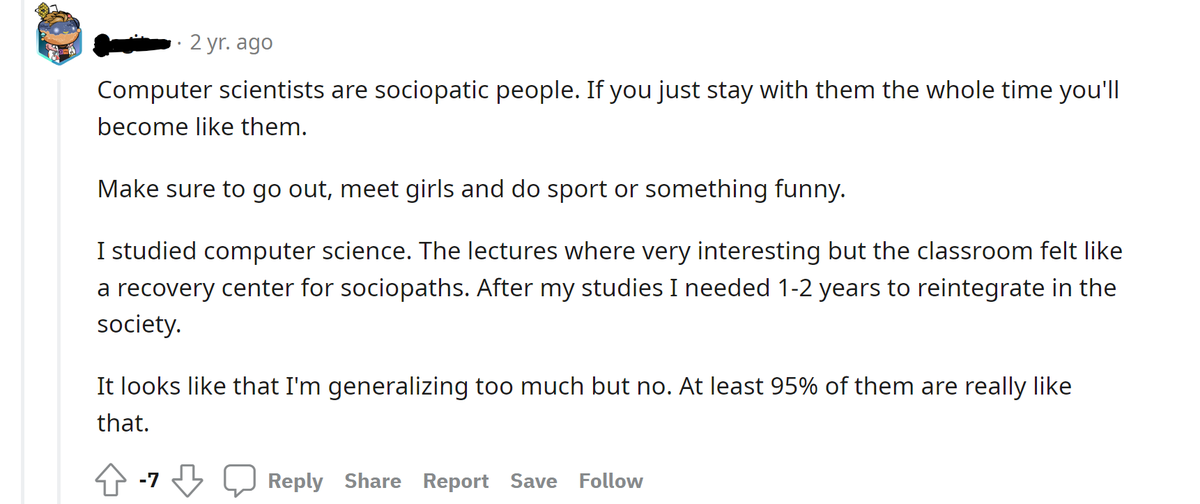 · 2 yr. ago
Computer scientists are sociopatic people. If you just stay with them the whole time you'll
become like them.
Make sure to go out, meet girls and do sport or something funny.
I studied computer science. The lectures where very interesting but the classroom felt like
a recovery center for sociopaths. After my studies I needed 1-2 years to reintegrate in the
society.
It looks like that I'm generalizing too much but no. At least 95% of them are really like
that.
-7 Reply Share Report Save Follow